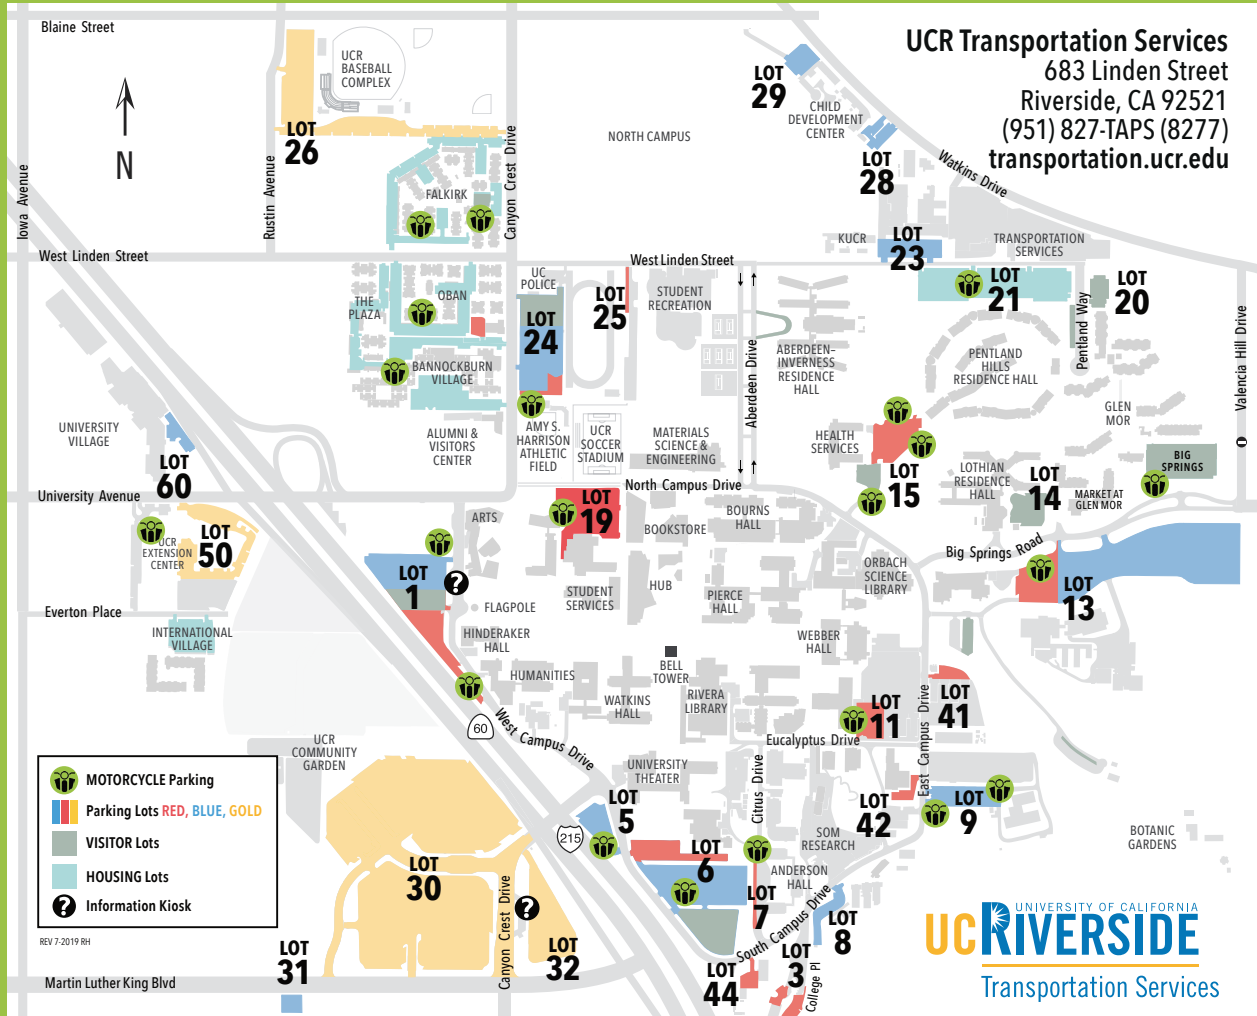 Blaine Street
UCR Transportation Services
683 Linden Street
Riverside, CA 92521
(951) 827-TAPS (8277)
transportation.ucr.edu
UCR
BASEBALL
COMPLEX
LOT
29
CHILD
DEVELOPMENT
CENTER
N
LOT
26
NORTH CAMPUS
LOT
28
Watkins Drive
Iowa Avenue
Rustin Avenue
Canyon Crest Drive
FALKIRK
West Linden Street
KUCR
LOT
23
TRANSPORTATION
SERVICES
West Linden Street
UC
POLICE
LOT
25
STUDENT
RECREATION
LOT
21
LOT
20
THE
PLAZA
OBAN
LOT
24
Aberdeen Drive
Pentland Way
Valencia Hill Drive
ABERDEEN–
INVERNESS
RESIDENCE
HALL
PENTLAND
HILLS
RESIDENCE HALL
BANNOCKBURN
VILLAGE
GLEN
MOR
UNIVERSITY
VILLAGE
ALUMNI &
VISITORS
CENTER
AMY S.
HARRISON
ATHLETIC
FIELD
UCR
SOCCER
STADIUM
MATERIALS
SCIENCE &
ENGINEERING
HEALTH
SERVICES
LOT
60
LOT
15
LOTHIAN
RESIDENCE
HALL
LOT
14
BIG
SPRINGS
MARKET AT
GLEN MOR
University Avenue
North Campus Drive
ARTS
LOT
19
BOOKSTORE
BOURNS
HALL
UCR
EXTENSION
CENTER
LOT
50
Big Springs Road
LOT
1
STUDENT
SERVICES
HUB
PIERCE
HALL
ORBACH
SCIENCE
LIBRARY
LOT
13
Everton Place
FLAGPOLE
INTERNATIONAL
VILLAGE
HINDERAKER
HALL
WEBBER
HALL
HUMANITIES
BELL
TOWER
WATKINS
HALL
RIVERA
LIBRARY
LOT
11
LOT
41
60
West Campus Drive
Eucalyptus Drive
East Campus Drive
UCR
COMMUNITY
GARDEN
MOTORCYCLE Parking
Parking Lots RED, BLUE, GOLD
VISITOR Lots
HOUSING Lots
Information Kiosk
REV 7-2019 RH
UNIVERSITY
THEATER
Citrus Drive
LOT
5
215
LOT
42
LOT
9
SOM
RESEARCH
BOTANIC
GARDENS
LOT
6
LOT
30
ANDERSON
HALL
Canyon Crest Drive
LOT
7
South Campus Drive
LOT
8
LOT
31
LOT
32
LOT
44
LOT
3
College Pl
Martin Luther King Blvd
UNIVERSITY OF CALIFORNIA
UCRIVERSIDE
Transportation Services